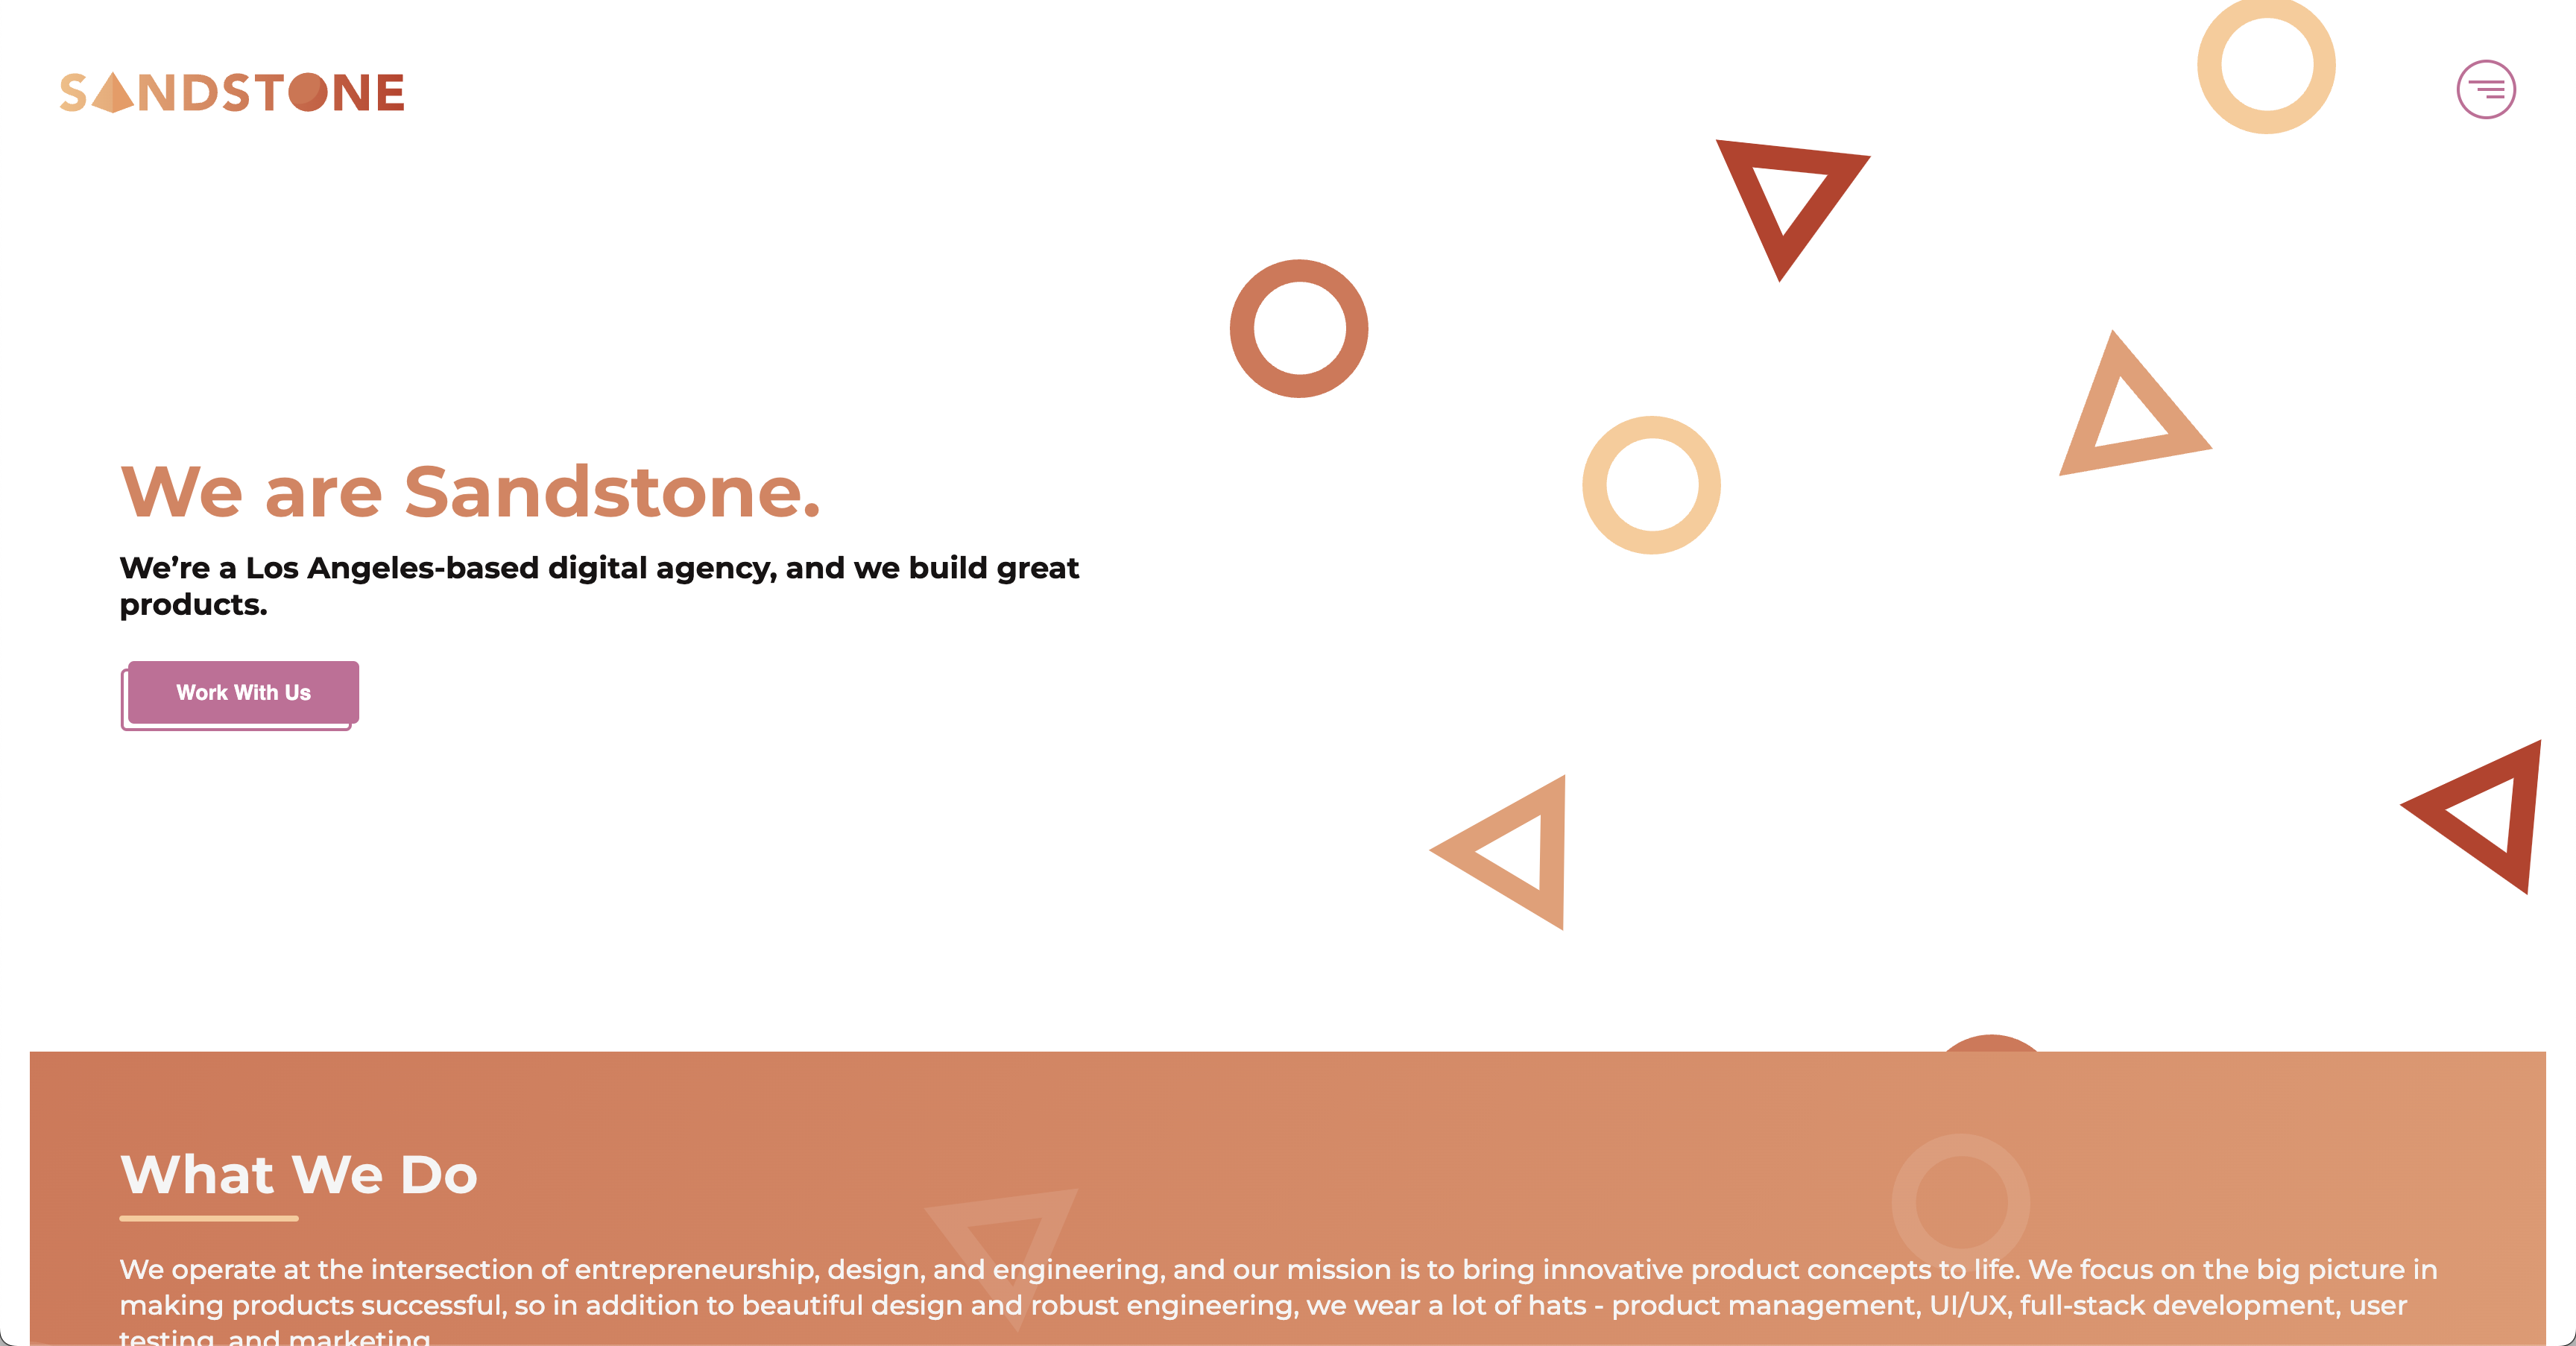 SANDSTONE
We are Sandstone.
We’re a Los Angeles-based digital agency, and we build great
products.
Work With Us
What We Do
We operate at the intersection of entrepreneurship, design, and engineering, and our mission is to bring innovative product concepts to life. We focus on the big picture in
making products successful, so in addition to beautiful design and robust engineering, we wear a lot of hats - product management, UI/UX, full-stack development, user
testing, and marketing.